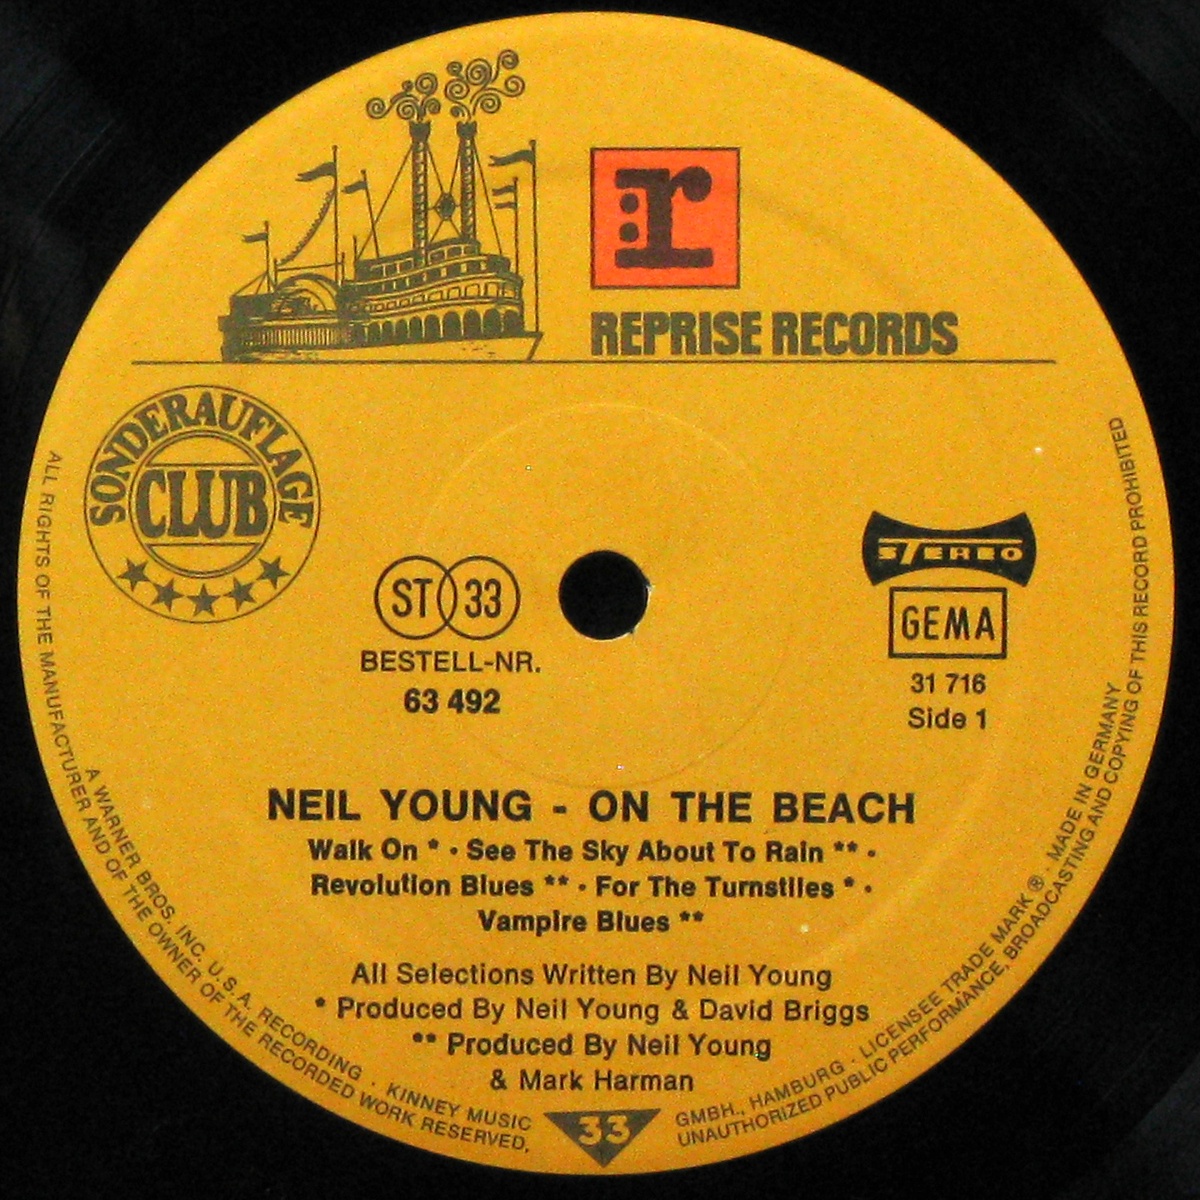 r
REPRISE RECORDS
SONDERAUFLAGE
CLUB
STEREO
GEMA
ST 33
BESTELL-NR.
63 492
31 716
Side 1
NEIL YOUNG - ON THE BEACH
Walk On * · See The Sky About To Rain ** ·
Revolution Blues ** · For The Turnstiles * ·
Vampire Blues **
All Selections Written By Neil Young
* Produced By Neil Young & David Briggs
** Produced By Neil Young
& Mark Harman
A WARNER BROS. INC. U.S.A. RECORDING · KINNEY MUSIC GMBH., HAMBURG · LICENSEE TRADE MARK ® · MADE IN GERMANY
ALL RIGHTS OF THE MANUFACTURER AND OF THE OWNER OF THE RECORDED WORK RESERVED, UNAUTHORIZED PUBLIC PERFORMANCE, BROADCASTING AND COPYING OF THIS RECORD PROHIBITED
33